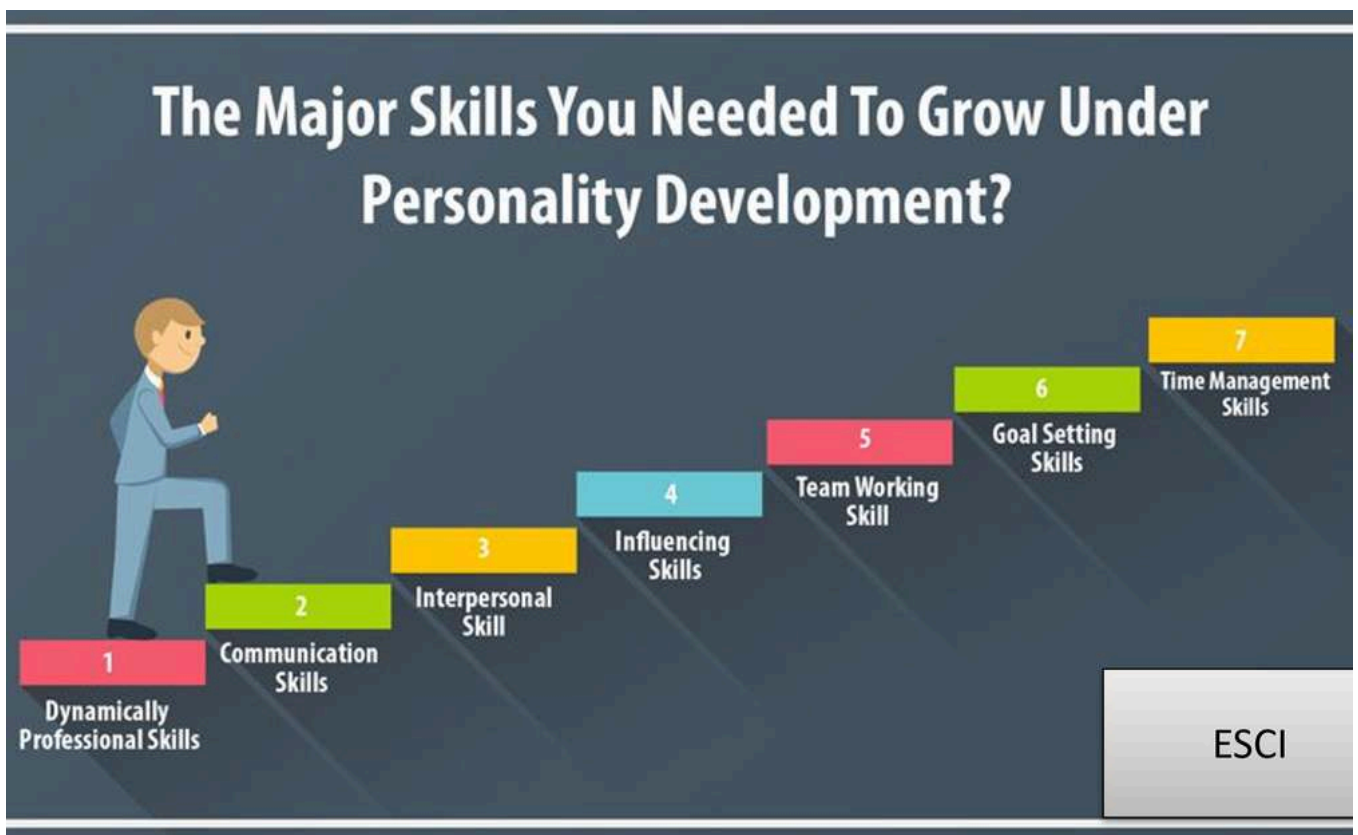 The Major Skills You Needed To Grow Under
Personality Development?
1
Dynamically
Professional Skills
2
Communication
Skills
3
Interpersonal
Skill
4
Influencing
Skills
5
Team Working
Skill
6
Goal Setting
Skills
7
Time Management
Skills
ESCI